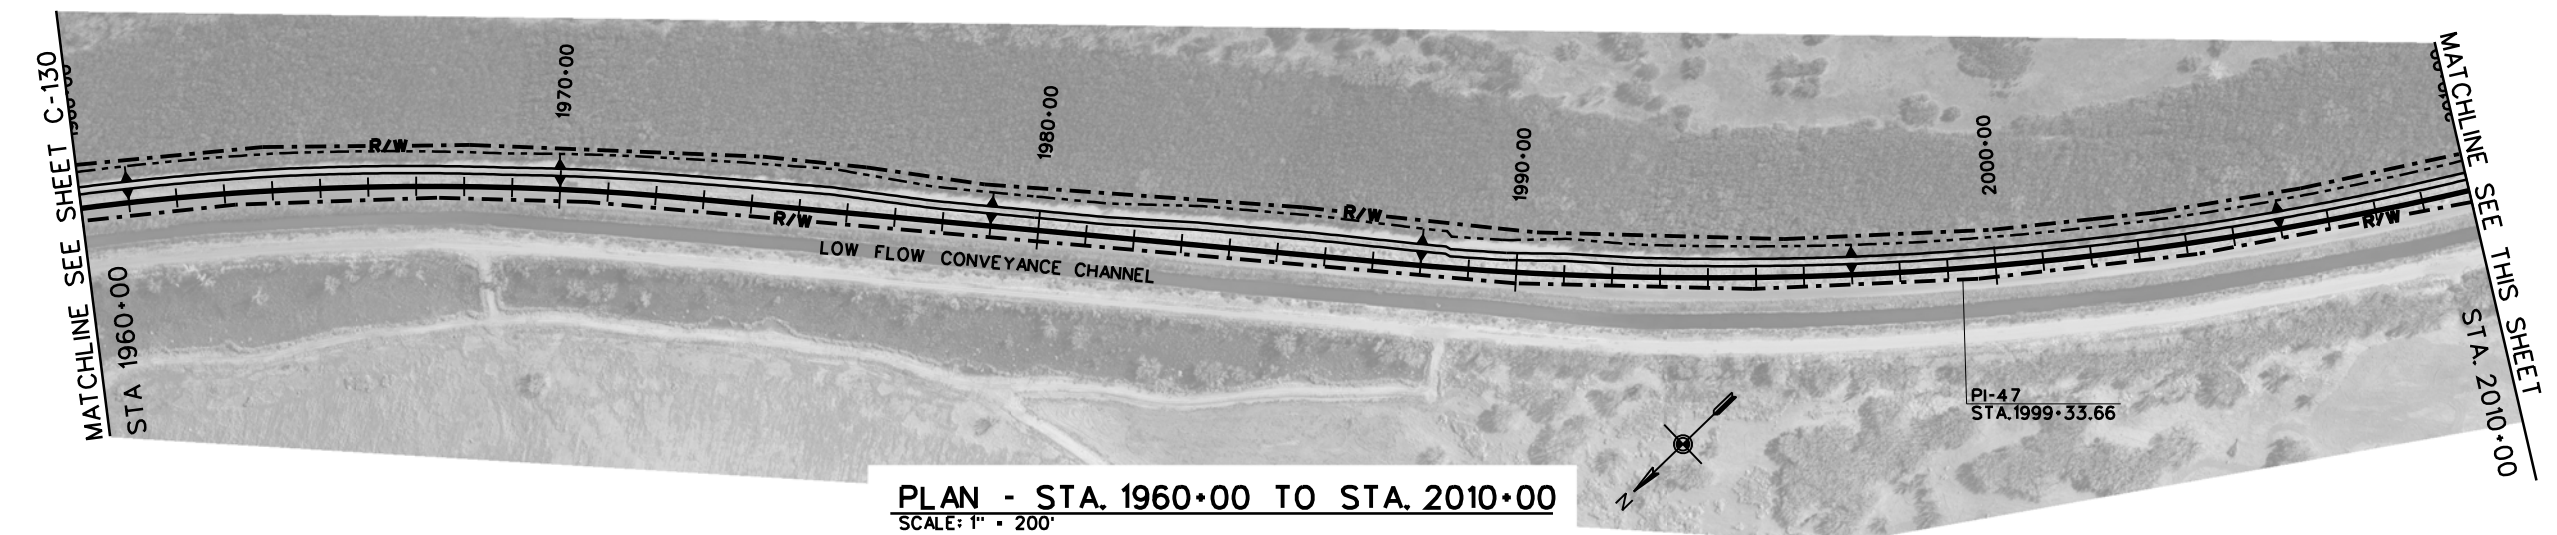 MATCHLINE SEE SHEET C-130
STA 1960+00
R/W
1970+00
R/W
1980+00
LOW FLOW CONVEYANCE CHANNEL
R/W
1990+00
2000+00
PI-47
STA.1999+33.66
R/W
MATCHLINE SEE THIS SHEET
STA. 2010+00
N
PLAN - STA. 1960+00 TO STA. 2010+00
SCALE: 1" = 200'